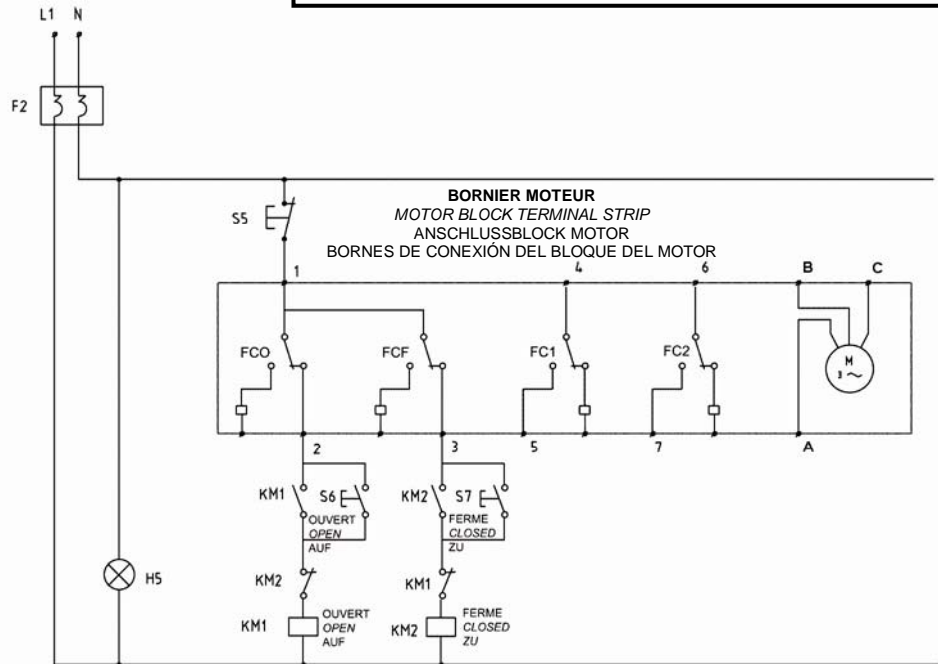 L1 N
F2
S5
BORNIER MOTEUR
MOTOR BLOCK TERMINAL STRIP
ANSCHLUSSBLOCK MOTOR
BORNES DE CONEXIÓN DEL BLOQUE DEL MOTOR
1 4 6 B C
FCO FCF FC1 FC2 M
3 ~
2 3 5 7 A
KM1 S6 KM2 S7
OUVERT FERME
OPEN CLOSED
AUF ZU
H5 KM2 KM1
KM1 OUVERT KM2 FERME
OPEN CLOSED
AUF ZU